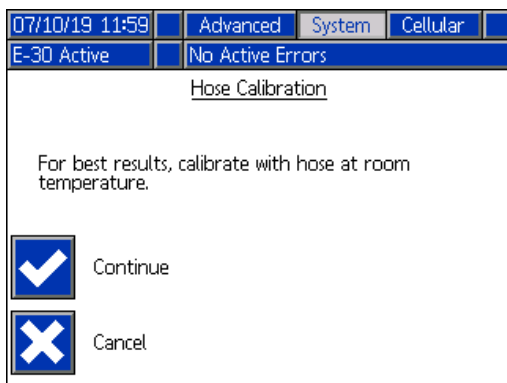 07/10/19 11:59 Advanced System Cellular
E-30 Active No Active Errors
Hose Calibration
For best results, calibrate with hose at room
temperature.
Continue
Cancel